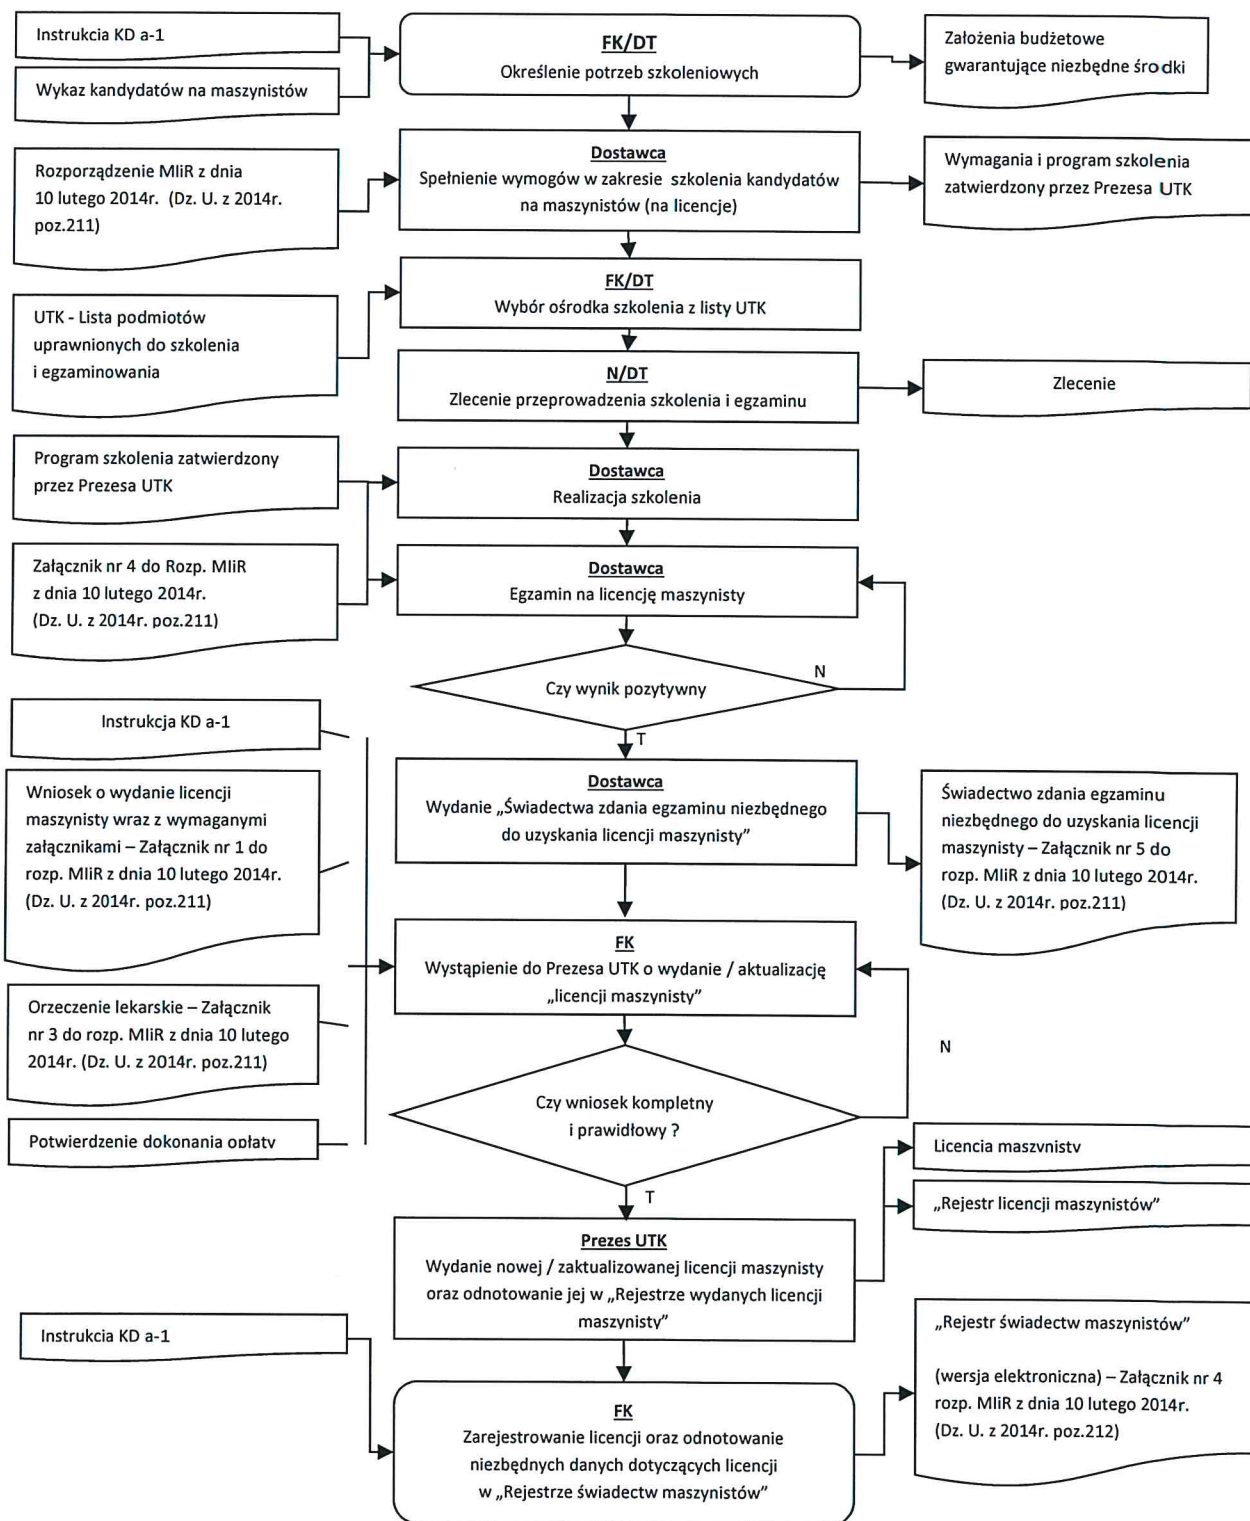 Instrukcia KD a-1
Wykaz kandydatów na maszynistów
FK/DT
Określenie potrzeb szkoleniowych
Założenia budżetowe
gwarantujące niezbędne środki
Rozporządzenie MIiR z dnia
10 lutego 2014r. (Dz. U. z 2014r.
poz.211)
Dostawca
Spełnienie wymogów w zakresie szkolenia kandydatów
na maszynistów (na licencje)
Wymagania i program szkolenia
zatwierdzony przez Prezesa UTK
UTK - Lista podmiotów
uprawnionych do szkolenia
i egzaminowania
FK/DT
Wybór ośrodka szkolenia z listy UTK
N/DT
Zlecenie przeprowadzenia szkolenia i egzaminu
Zlecenie
Program szkolenia zatwierdzony
przez Prezesa UTK
Dostawca
Realizacja szkolenia
Załącznik nr 4 do Rozp. MIiR
z dnia 10 lutego 2014r.
(Dz. U. z 2014r. poz.211)
Dostawca
Egzamin na licencję maszynisty
Czy wynik pozytywny
N
T
Instrukcja KD a-1
Wniosek o wydanie licencji
maszynisty wraz z wymaganymi
załącznikami – Załącznik nr 1 do
rozp. MIiR z dnia 10 lutego 2014r.
(Dz. U. z 2014r. poz.211)
Dostawca
Wydanie „Świadectwa zdania egzaminu niezbędnego
do uzyskania licencji maszynisty”
Świadectwo zdania egzaminu
niezbędnego do uzyskania licencji
maszynisty – Załącznik nr 5 do
rozp. MIiR z dnia 10 lutego 2014r.
(Dz. U. z 2014r. poz.211)
FK
Wystąpienie do Prezesa UTK o wydanie / aktualizację
„licencji maszynisty”
Orzeczenie lekarskie – Załącznik
nr 3 do rozp. MIiR z dnia 10 lutego
2014r. (Dz. U. z 2014r. poz.211)
N
Czy wniosek kompletny
i prawidłowy ?
Potwierdzenie dokonania opłaty
T
Licencia maszynisty
„Rejestr licencji maszynistów”
Prezes UTK
Wydanie nowej / zaktualizowanej licencji maszynisty
oraz odnotowanie jej w „Rejestrze wydanych licencji
maszynisty”
Instrukcia KD a-1
„Rejestr świadectw maszynistów”
(wersja elektroniczna) – Załącznik nr 4
rozp. MIiR z dnia 10 lutego 2014r.
(Dz. U. z 2014r. poz.212)
FK
Zarejestrowanie licencji oraz odnotowanie
niezbędnych danych dotyczących licencji
w „Rejestrze świadectw maszynistów”